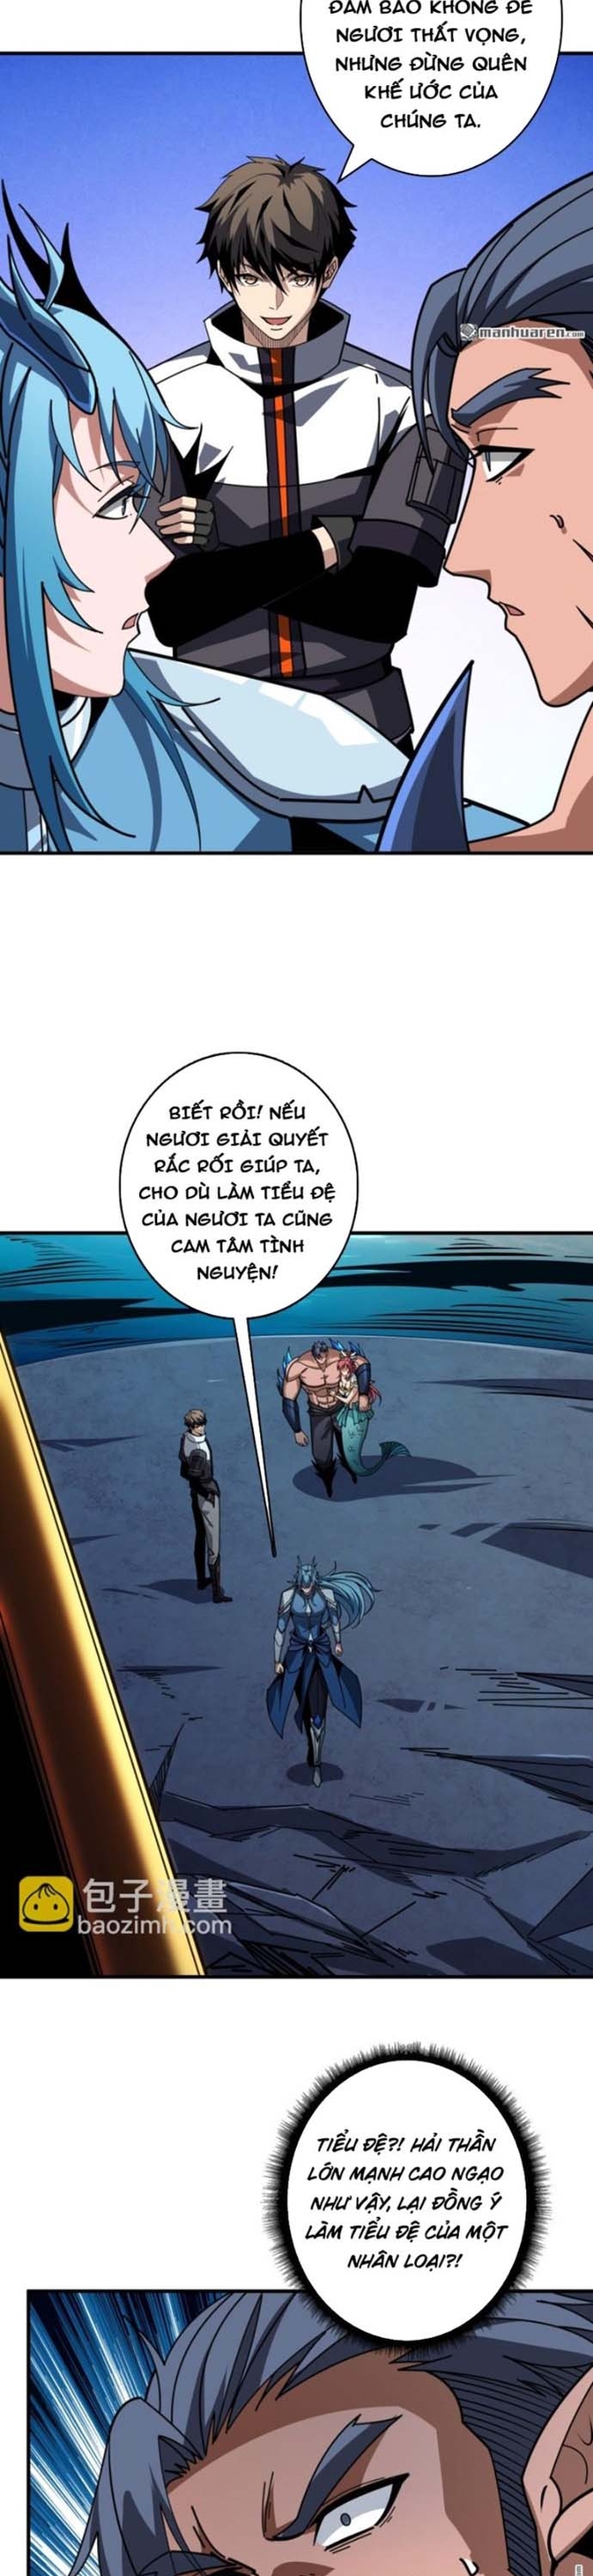 ĐẢM BẢO KHÔNG ĐỂ
NGƯƠI THẤT VỌNG,
NHƯNG ĐỪNG QUÊN
KHẾ ƯỚC CỦA
CHÚNG TA.
manhuaren.com
BIẾT RỒI! NẾU
NGƯƠI GIẢI QUYẾT
RẮC RỐI GIÚP TA,
CHO DÙ LÀM TIỂU ĐỆ
CỦA NGƯƠI TA CŨNG
CAM TÂM TÌNH
NGUYỆN!
包子漫畫
baozimh.com
TIỂU ĐỆ?! HẢI THẦN
LỚN MẠNH CAO NGẠO
NHƯ VẬY, LẠI ĐỒNG Ý
LÀM TIỂU ĐỆ CỦA MỘT
NHÂN LOẠI?!